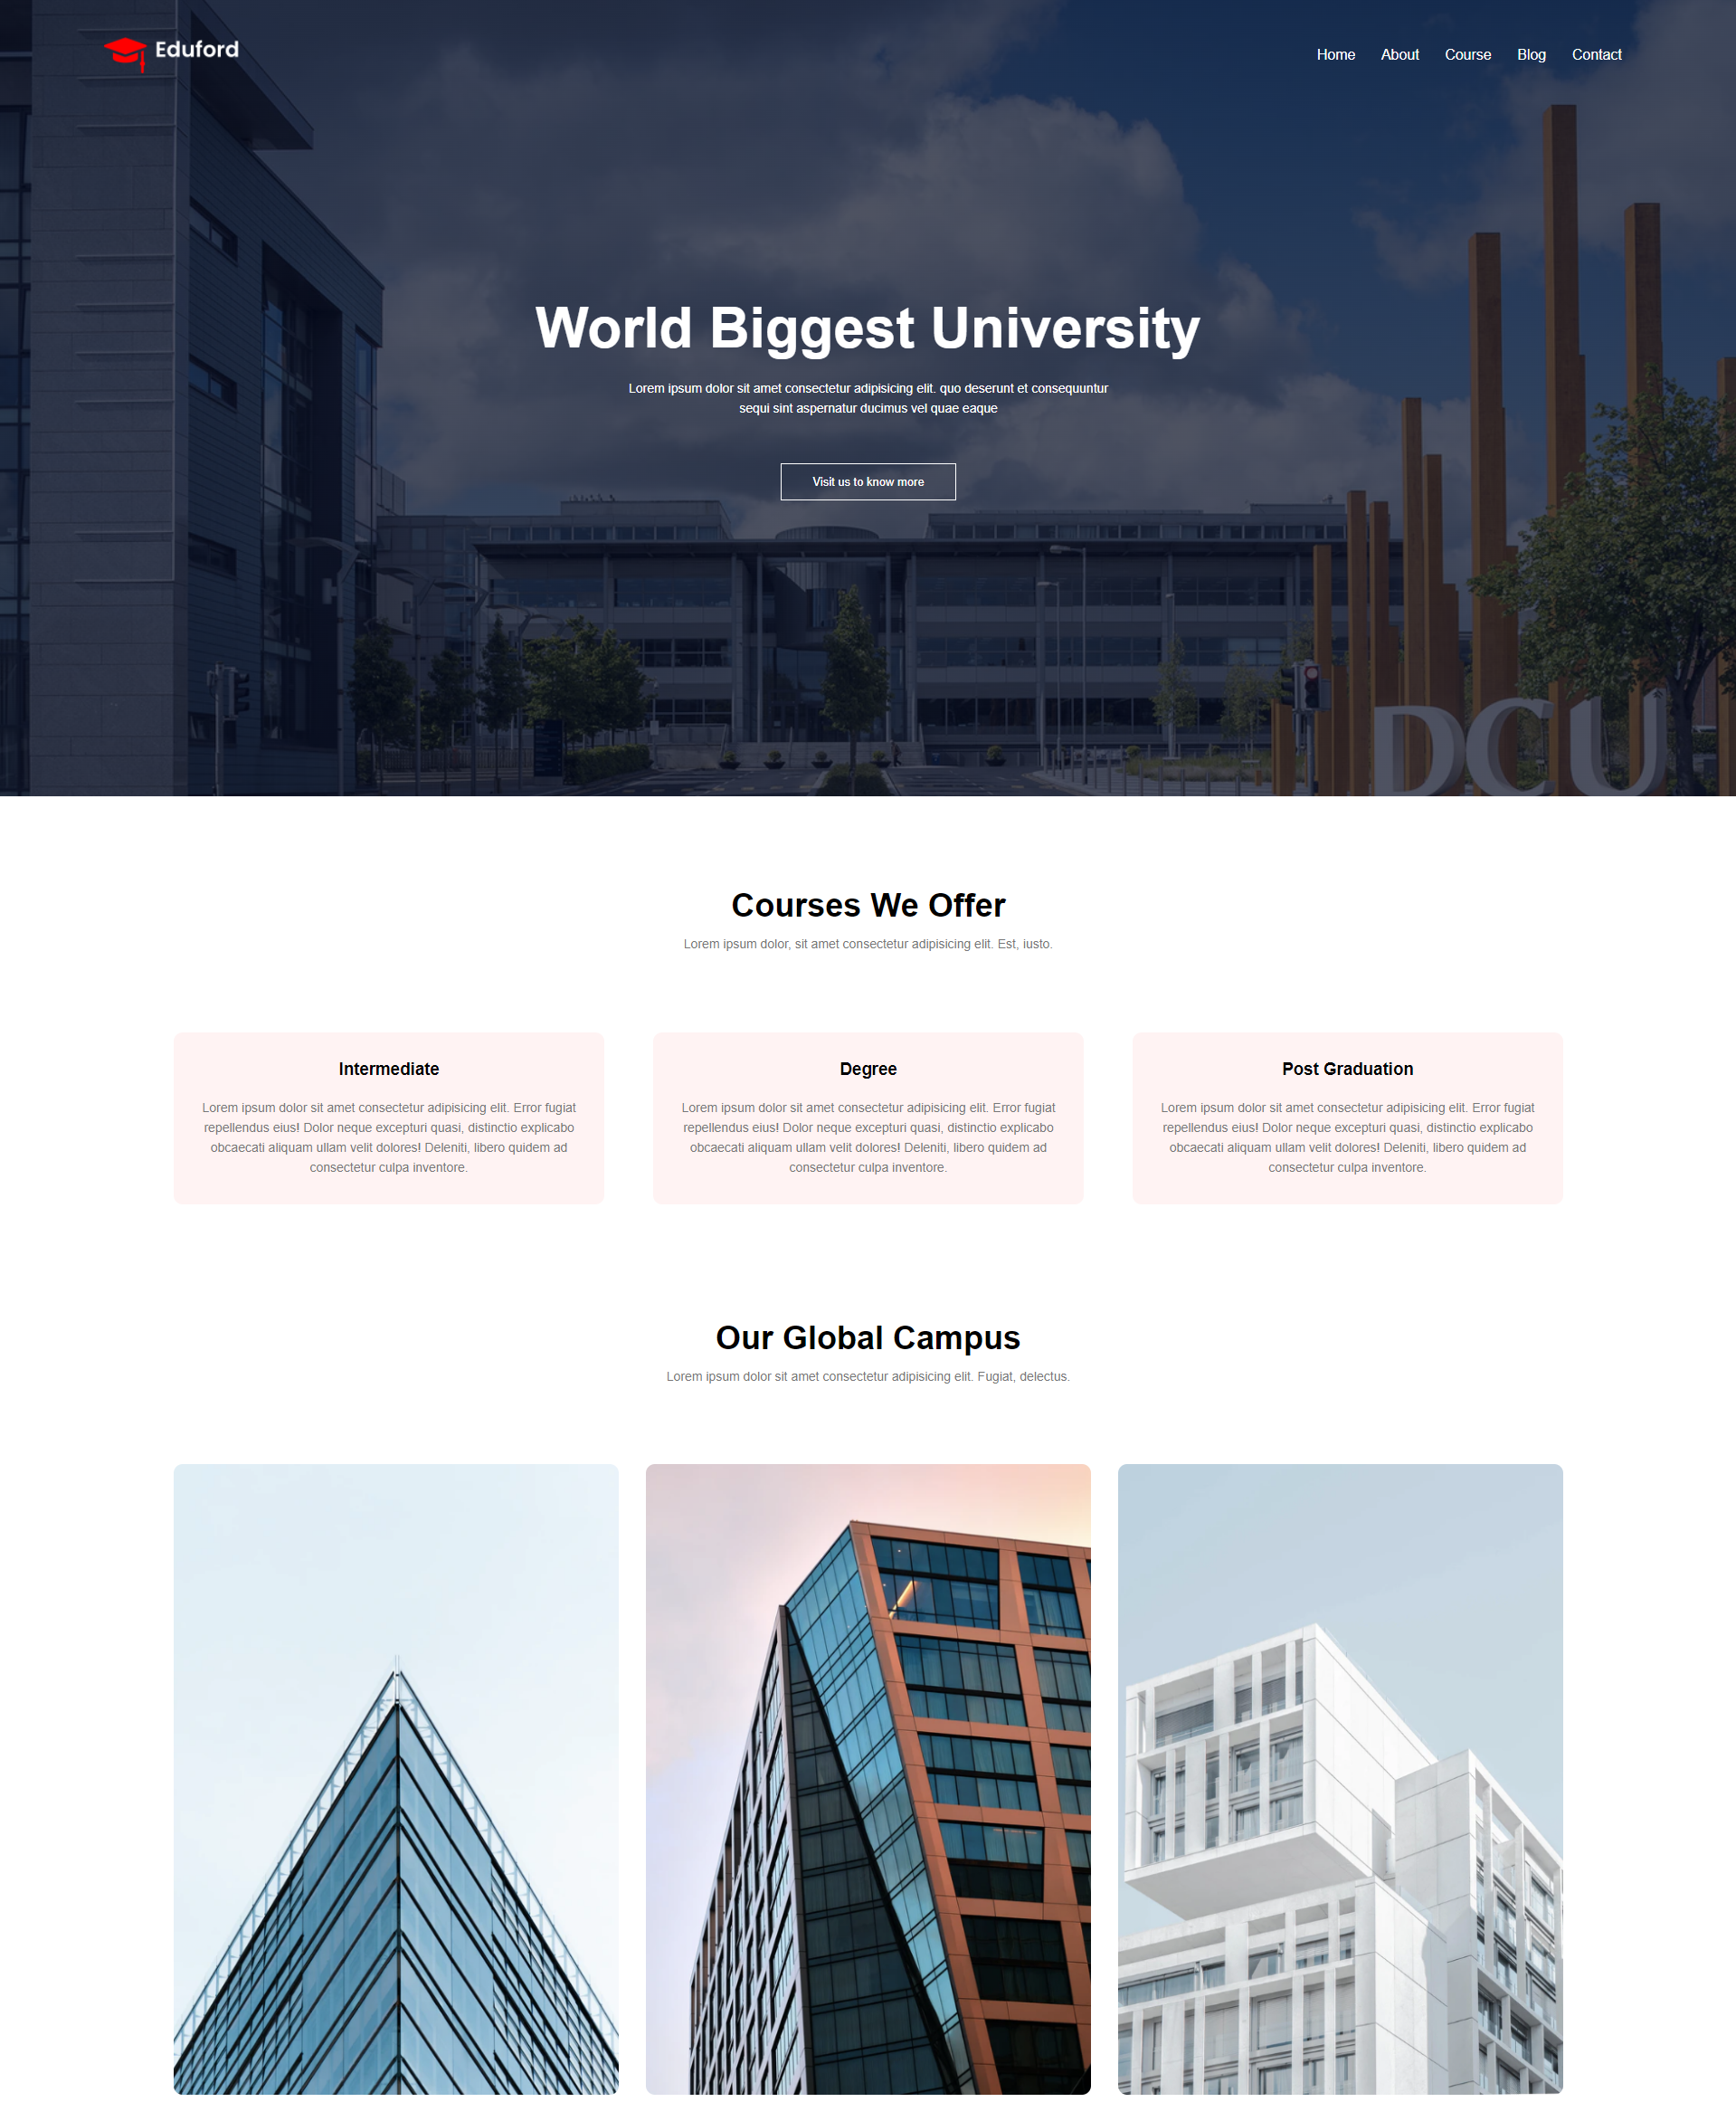 Eduford
Home About Course Blog Contact
World Biggest University
Lorem ipsum dolor sit amet consectetur adipisicing elit. quo deserunt et consequuntur
sequi sint aspernatur ducimus vel quae eaque
Visit us to know more
DCU
Courses We Offer
Lorem ipsum dolor, sit amet consectetur adipisicing elit. Est, iusto.
Intermediate
Lorem ipsum dolor sit amet consectetur adipisicing elit. Error fugiat
repellendus eius! Dolor neque excepturi quasi, distinctio explicabo
obcaecati aliquam ullam velit dolores! Deleniti, libero quidem ad
consectetur culpa inventore.
Degree
Lorem ipsum dolor sit amet consectetur adipisicing elit. Error fugiat
repellendus eius! Dolor neque excepturi quasi, distinctio explicabo
obcaecati aliquam ullam velit dolores! Deleniti, libero quidem ad
consectetur culpa inventore.
Post Graduation
Lorem ipsum dolor sit amet consectetur adipisicing elit. Error fugiat
repellendus eius! Dolor neque excepturi quasi, distinctio explicabo
obcaecati aliquam ullam velit dolores! Deleniti, libero quidem ad
consectetur culpa inventore.
Our Global Campus
Lorem ipsum dolor sit amet consectetur adipisicing elit. Fugiat, delectus.